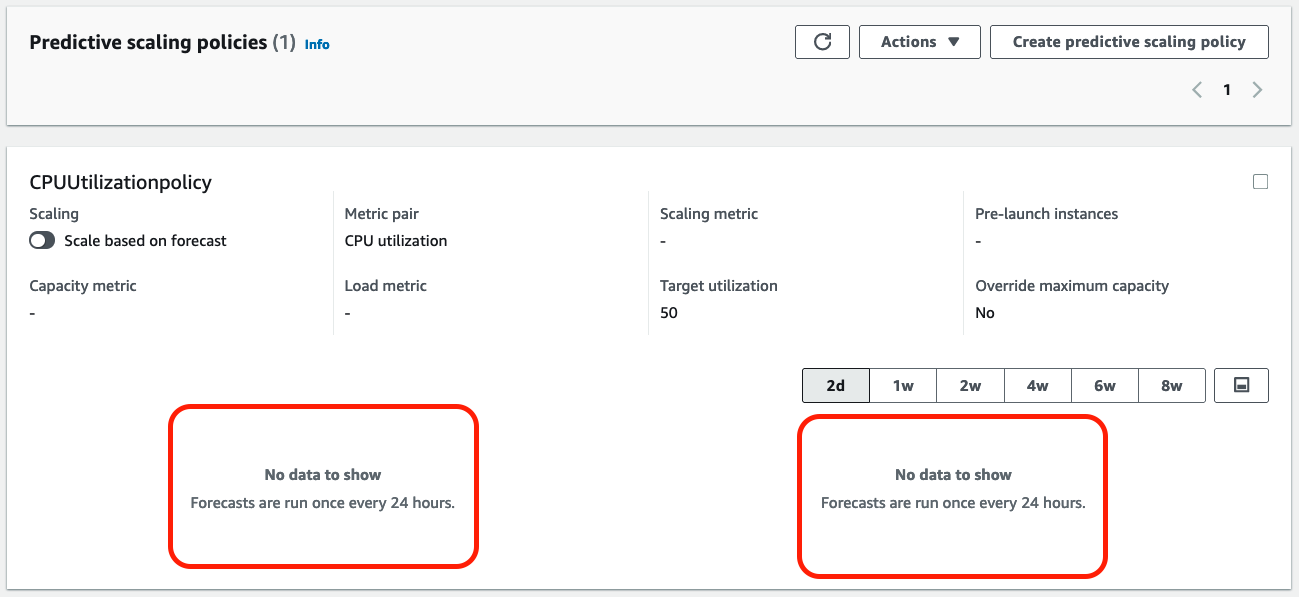 Predictive scaling policies (1) Info
Actions ▼
Create predictive scaling policy
1
CPUUtilizationpolicy
Scaling
Scale based on forecast
Metric pair
CPU utilization
Scaling metric
-
Pre-launch instances
-
Capacity metric
-
Load metric
-
Target utilization
50
Override maximum capacity
No
2d 1w 2w 4w 6w 8w
No data to show
Forecasts are run once every 24 hours.
No data to show
Forecasts are run once every 24 hours.